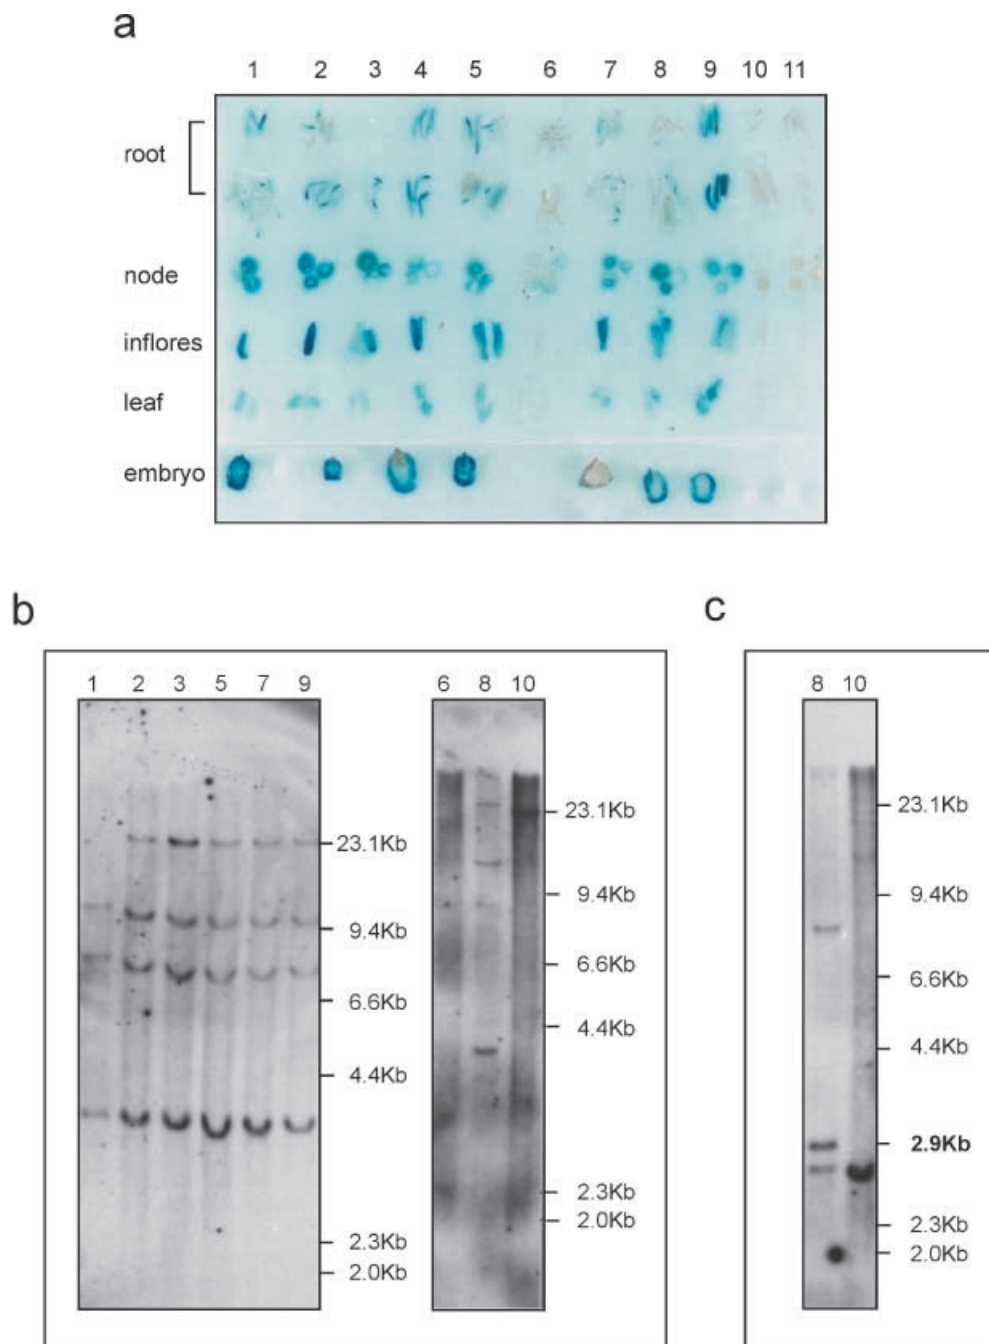 a
1 2 3 4 5 6 7 8 9 10 11
root
node
inflores
leaf
embryo
b
c
1 2 3 5 7 9
23.1Kb
9.4Kb
6.6Kb
4.4Kb
2.3Kb
2.0Kb
6 8 10
23.1Kb
9.4Kb
6.6Kb
4.4Kb
2.3Kb
2.0Kb
8 10
23.1Kb
9.4Kb
6.6Kb
4.4Kb
2.9Kb
2.3Kb
2.0Kb